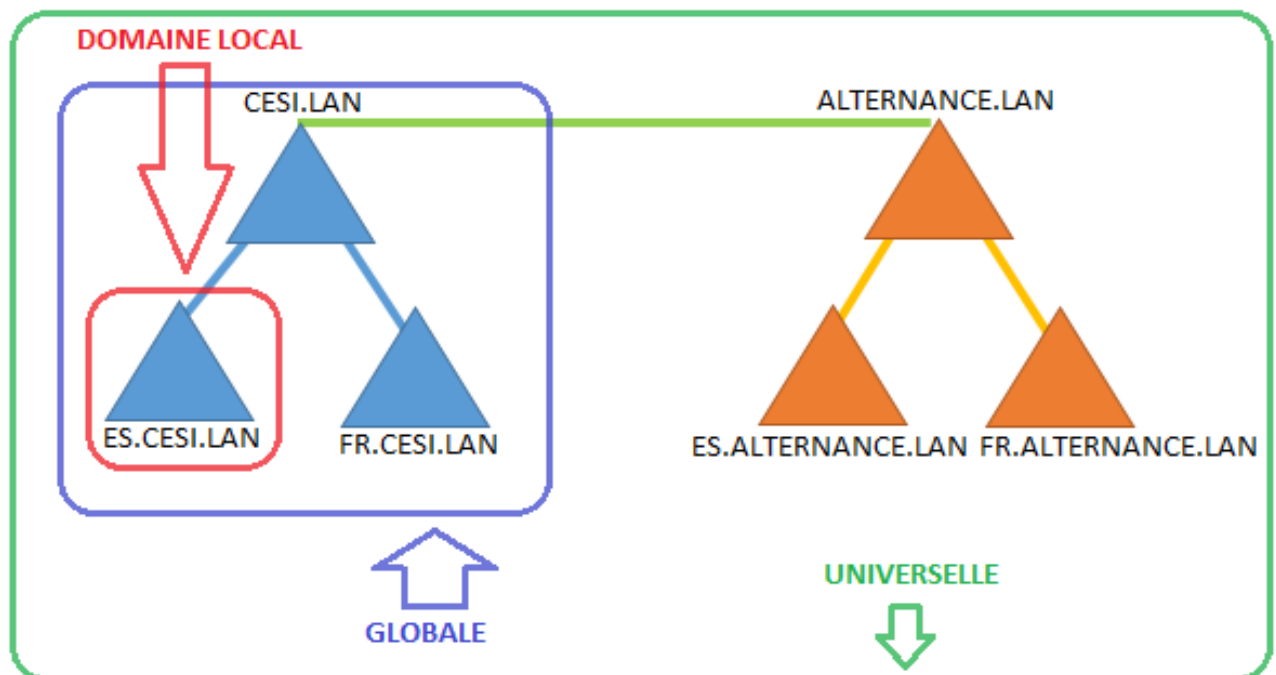 DOMAINE LOCAL
CESI.LAN
ALTERNANCE.LAN
ES.CESI.LAN
FR.CESI.LAN
ES.ALTERNANCE.LAN
FR.ALTERNANCE.LAN
UNIVERSELLE
GLOBALE